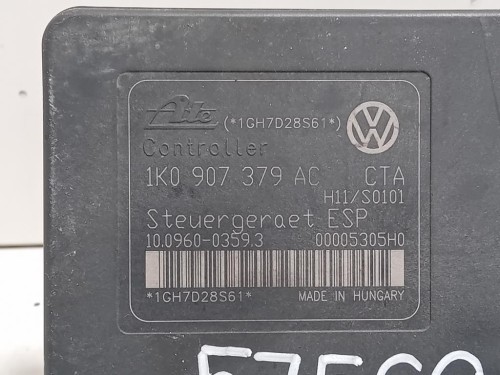 Ate (*1GH7D28S61*)
Controller
1K0 907 379 AC CTA
H11/S0101
Steuergeraet ESP
10.0960-0359.3 00005305H0
*1GH7D28S61* MADE IN HUNGARY